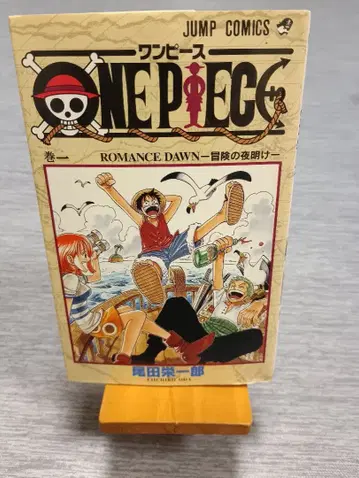 JUMP COMICS
ワンピース
ONE PIECE
巻一
ROMANCE DAWN—冒険の夜明け—
尾田栄一郎
EIICHIRO ODA